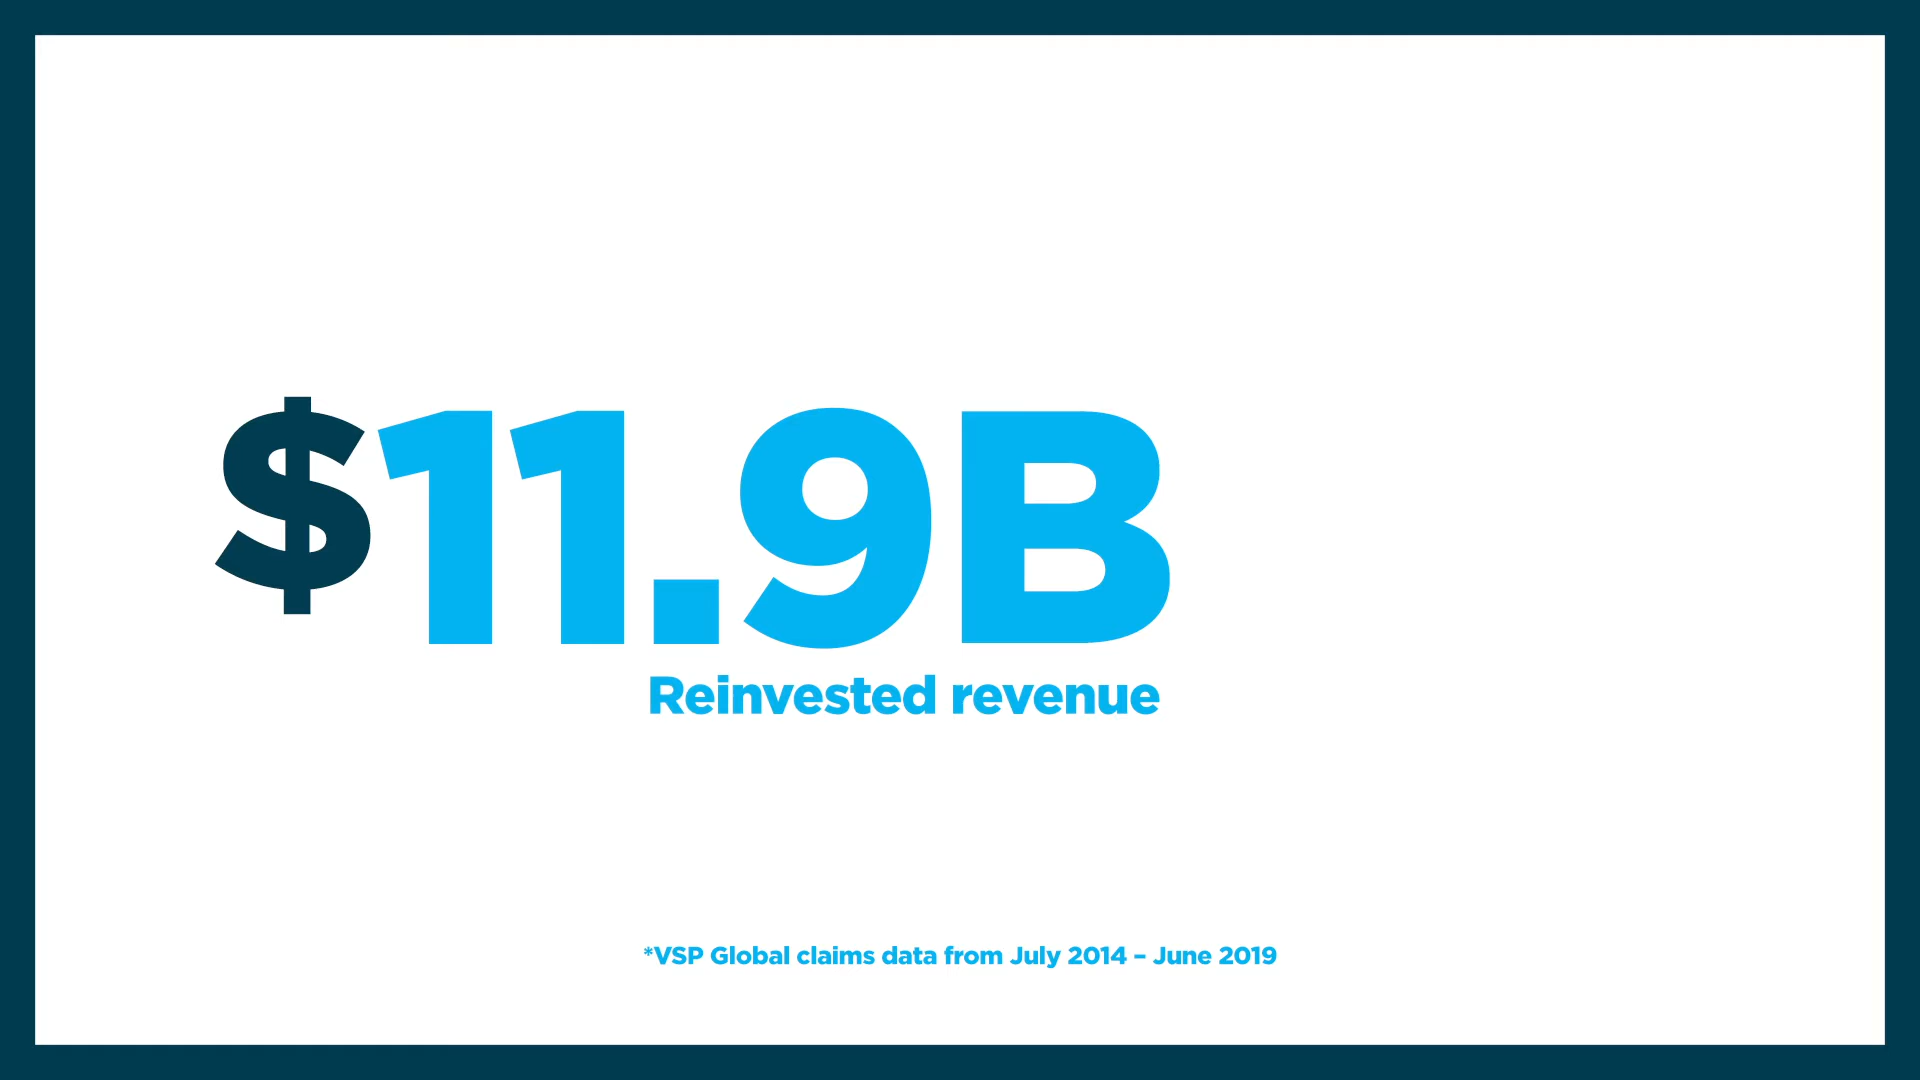 $11.9B
Reinvested revenue
*VSP Global claims data from July 2014 – June 2019